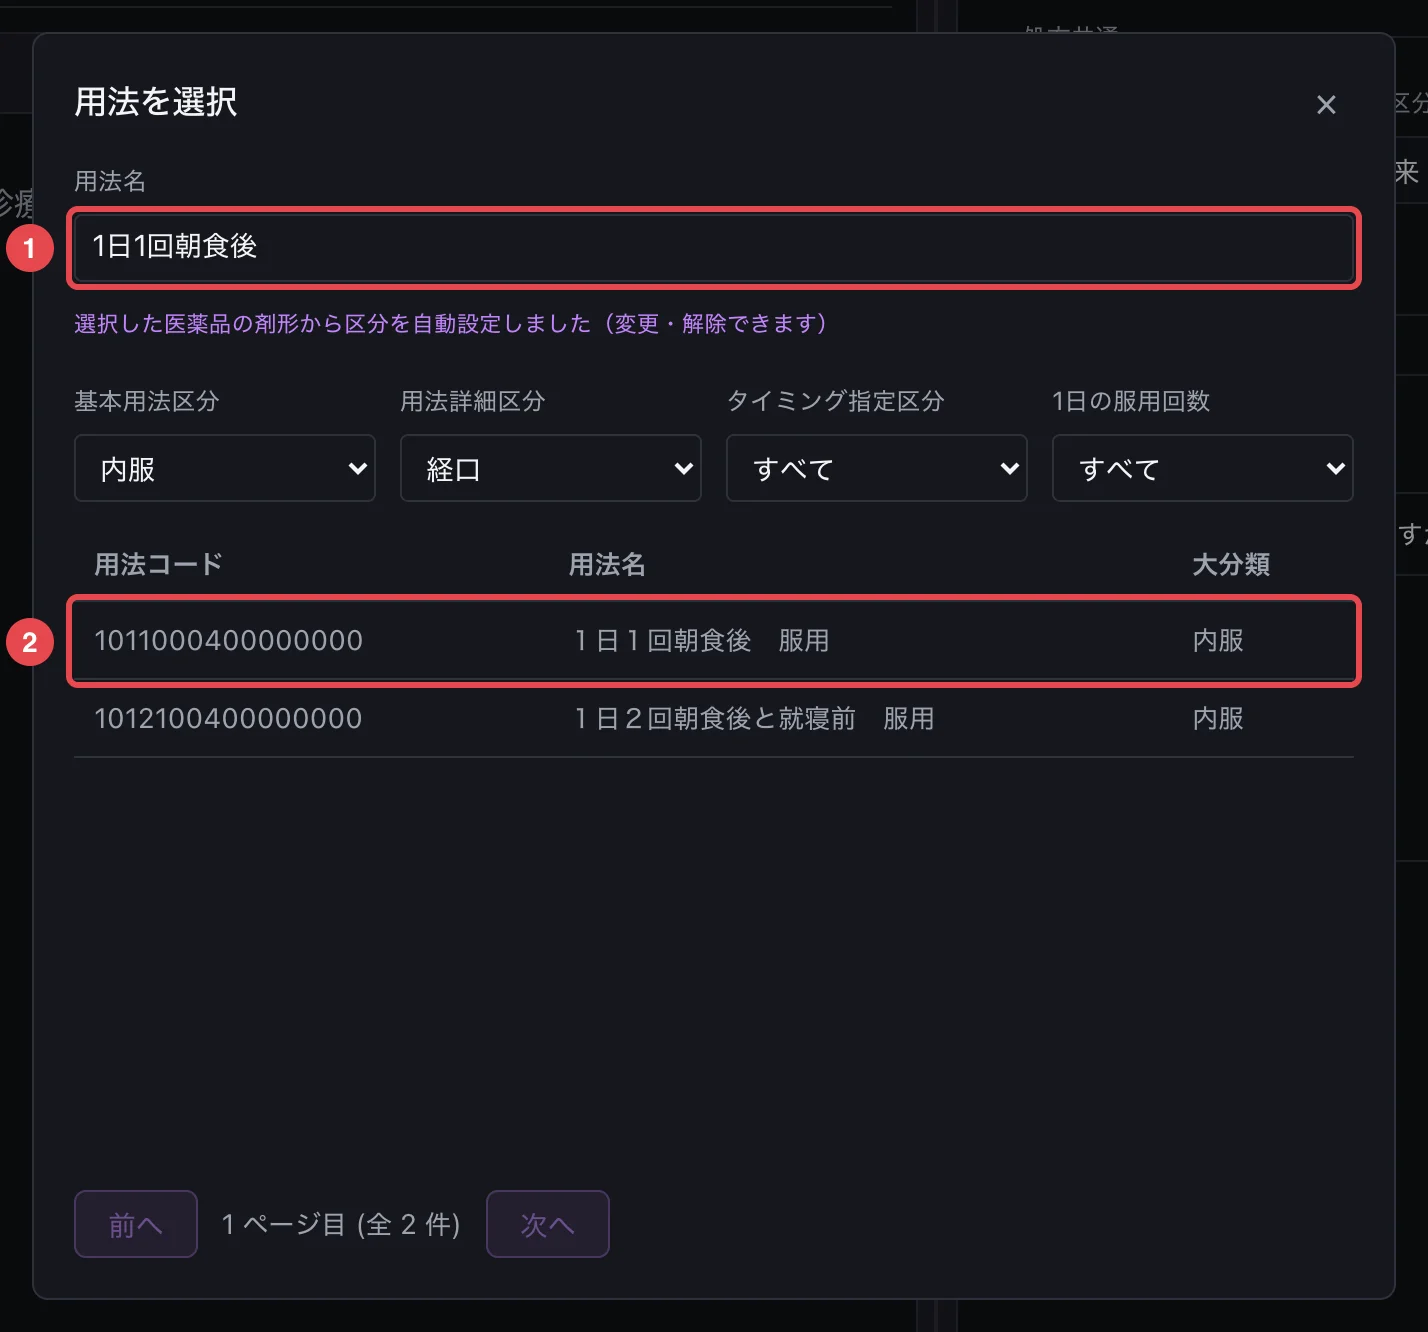 用法を選択
×
用法名
1
1日1回朝食後
選択した医薬品の剤形から区分を自動設定しました（変更・解除できます）
基本用法区分 用法詳細区分 タイミング指定区分 1日の服用回数
内服 経口 すべて すべて
用法コード 用法名 大分類
2
1011000400000000 １日１回朝食後　服用 内服
1012100400000000 １日２回朝食後と就寝前　服用 内服
前へ 1 ページ目 (全 2 件) 次へ
区分
来